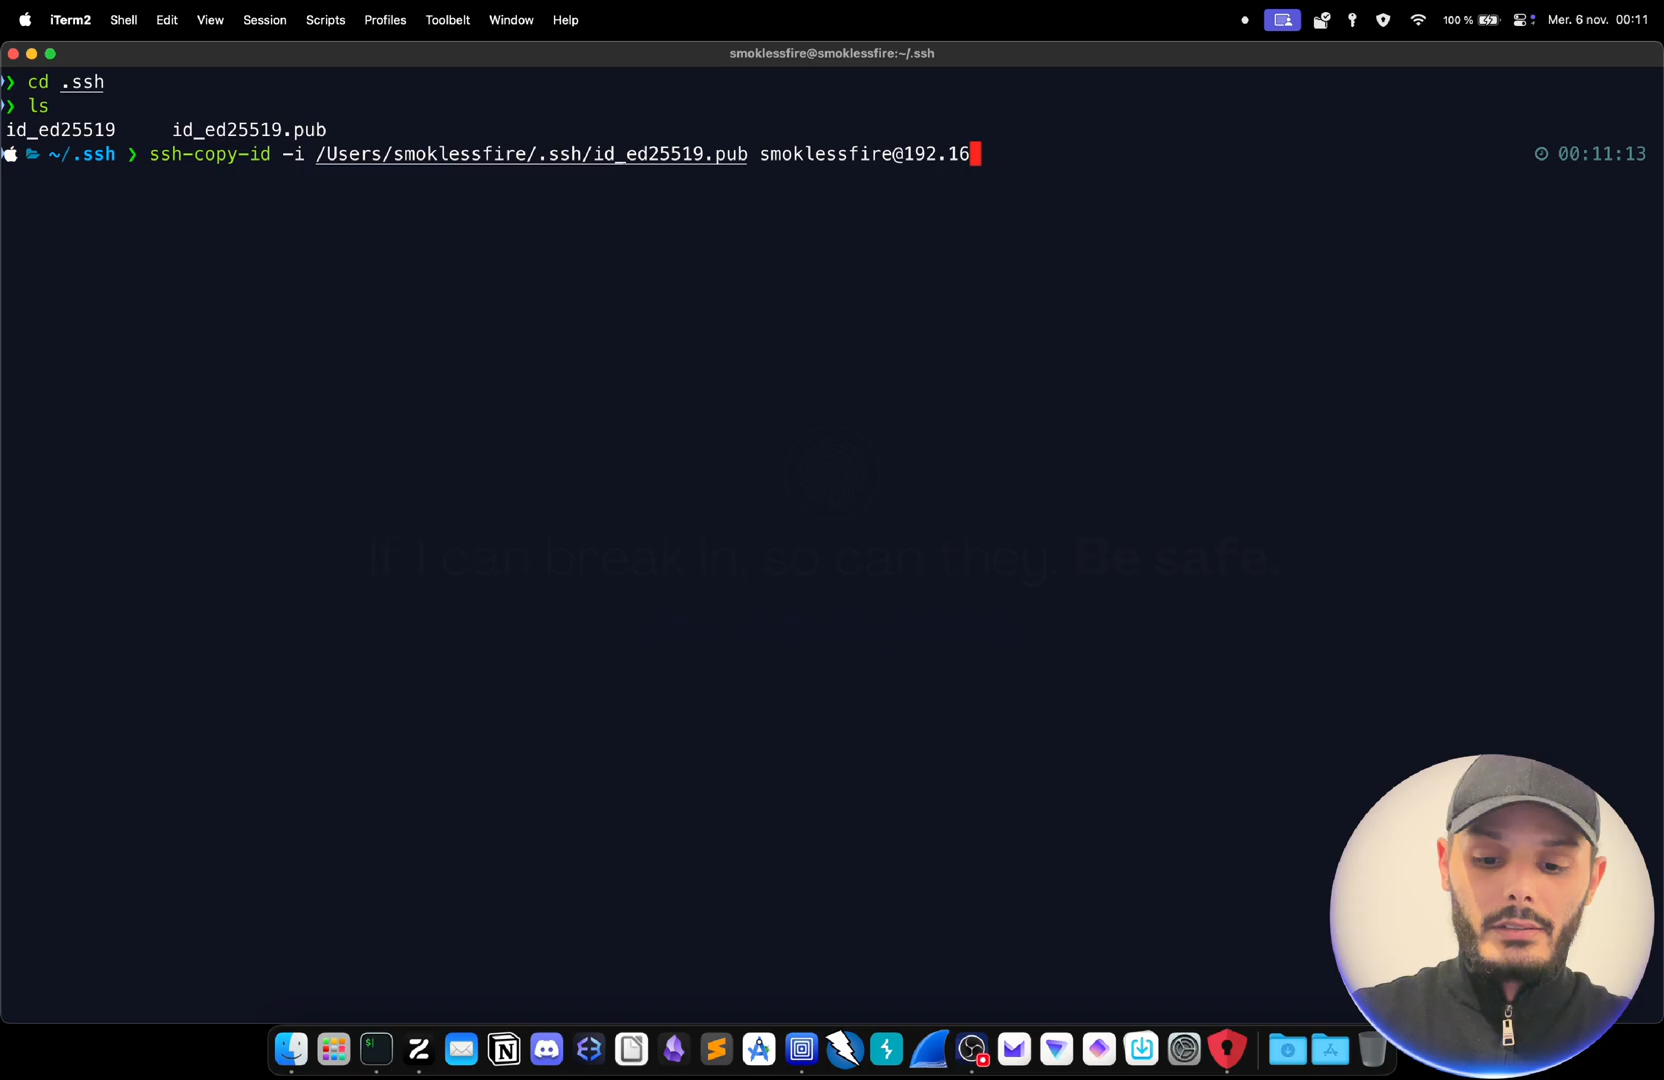 iTerm2 Shell Edit View Session Scripts Profiles Toolbelt Window Help 100 % Mer. 6 nov. 00:11
smoklessfire@smoklessfire:~/.ssh
❯ cd .ssh
❯ ls
id_ed25519 id_ed25519.pub
~/.ssh ❯ ssh-copy-id -i /Users/smoklessfire/.ssh/id_ed25519.pub smoklessfire@192.16 00:11:13
If I can break in, so can they. Be safe.